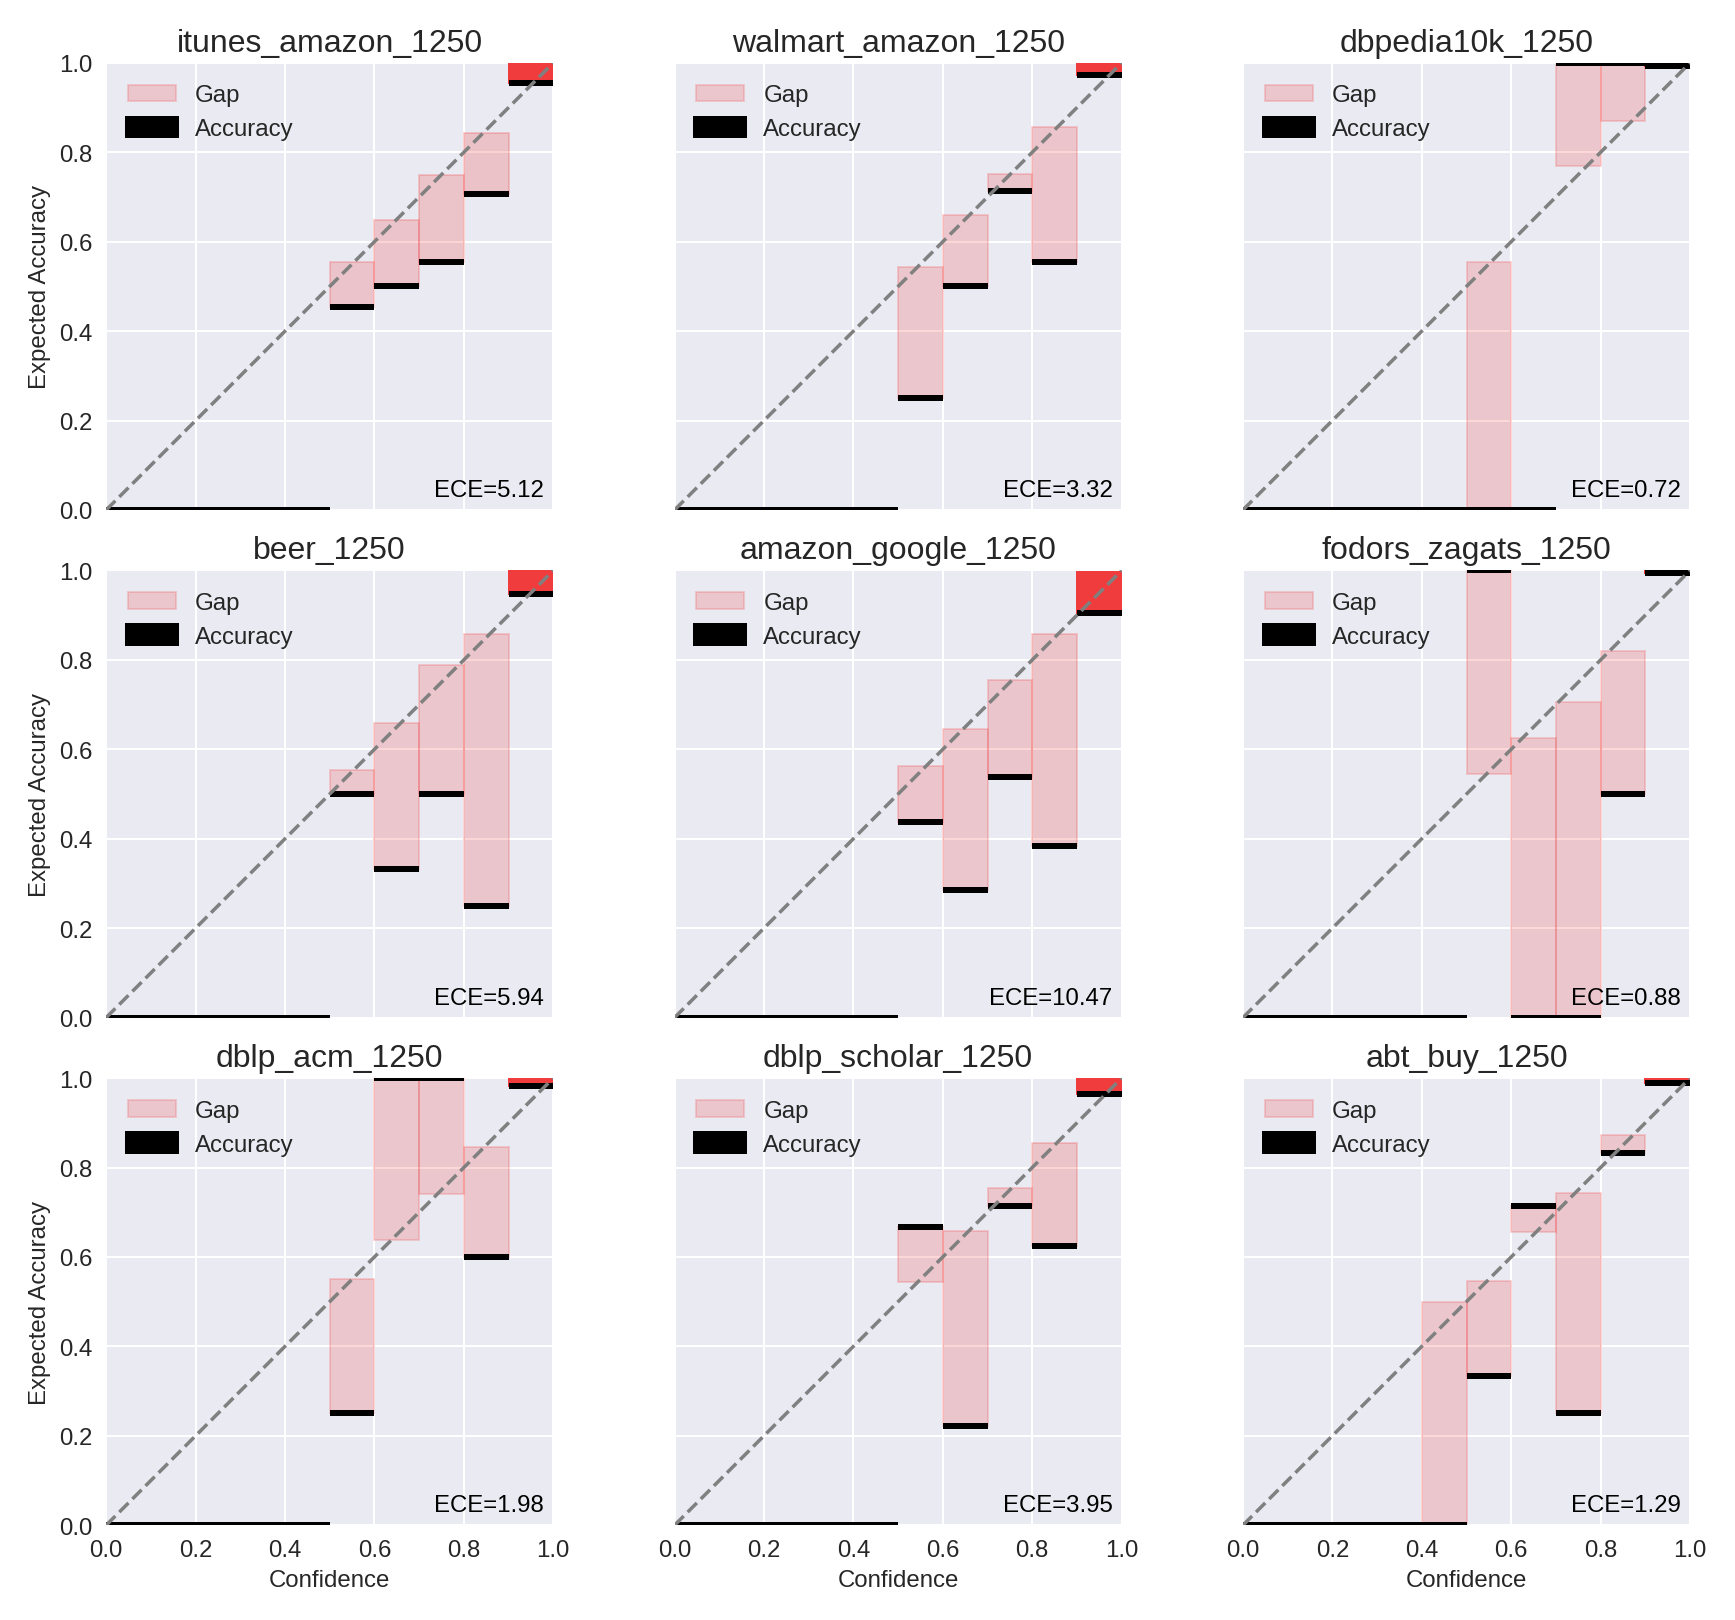 itunes_amazon_1250
walmart_amazon_1250
dbpedia10k_1250
1.0
0.8
0.6
0.4
0.2
0.0
Expected Accuracy
Gap
Accuracy
ECE=5.12
Gap
Accuracy
ECE=3.32
Gap
Accuracy
ECE=0.72
beer_1250
amazon_google_1250
fodors_zagats_1250
1.0
0.8
0.6
0.4
0.2
0.0
Expected Accuracy
Gap
Accuracy
ECE=5.94
Gap
Accuracy
ECE=10.47
Gap
Accuracy
ECE=0.88
dblp_acm_1250
dblp_scholar_1250
abt_buy_1250
1.0
0.8
0.6
0.4
0.2
0.0
Expected Accuracy
Gap
Accuracy
ECE=1.98
Gap
Accuracy
ECE=3.95
Gap
Accuracy
ECE=1.29
0.0 0.2 0.4 0.6 0.8 1.0
Confidence
0.0 0.2 0.4 0.6 0.8 1.0
Confidence
0.0 0.2 0.4 0.6 0.8 1.0
Confidence